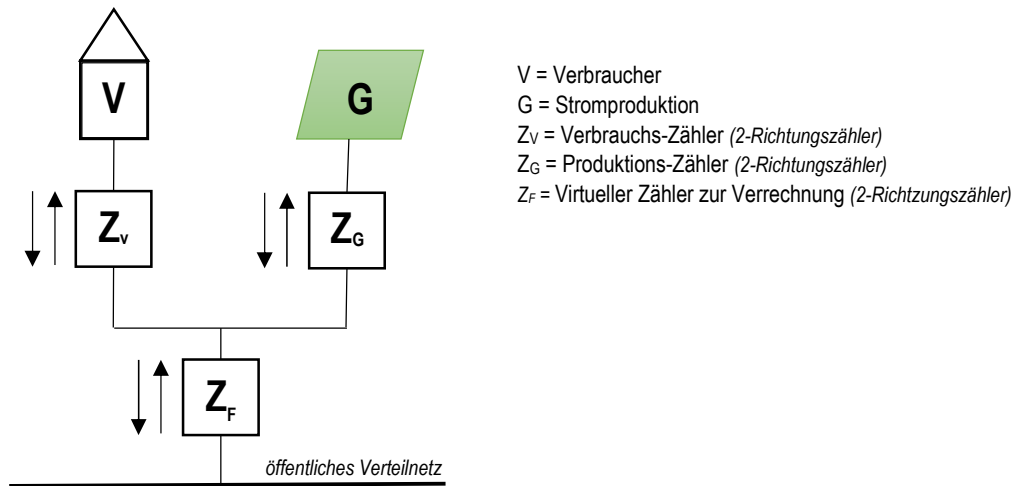 V
G
V = Verbraucher
G = Stromproduktion
ZV = Verbrauchs-Zähler (2-Richtungszähler)
ZG = Produktions-Zähler (2-Richtungszähler)
ZF = Virtueller Zähler zur Verrechnung (2-Richtzungszähler)
Zv
ZG
ZF
öffentliches Verteilnetz